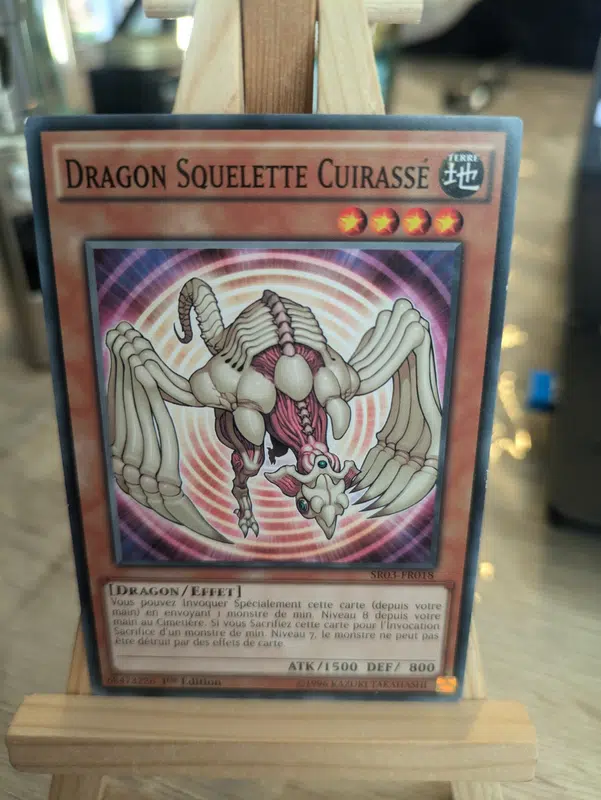 DRAGON SQUELETTE CUIRASSÉ
TERRE
地
SR03-FR018
[DRAGON/EFFET]
Vous pouvez Invoquer Spécialement cette carte (depuis votre
main) en envoyant 1 monstre de min. Niveau 8 depuis votre
main au Cimetière. Si vous Sacrifiez cette carte pour l'Invocation
Sacrifice d'un monstre de min. Niveau 7, le monstre ne peut pas
être détruit par des effets de carte.
ATK/1500 DEF/ 800
1st Edition
©1996 KAZUKI TAKAHASHI